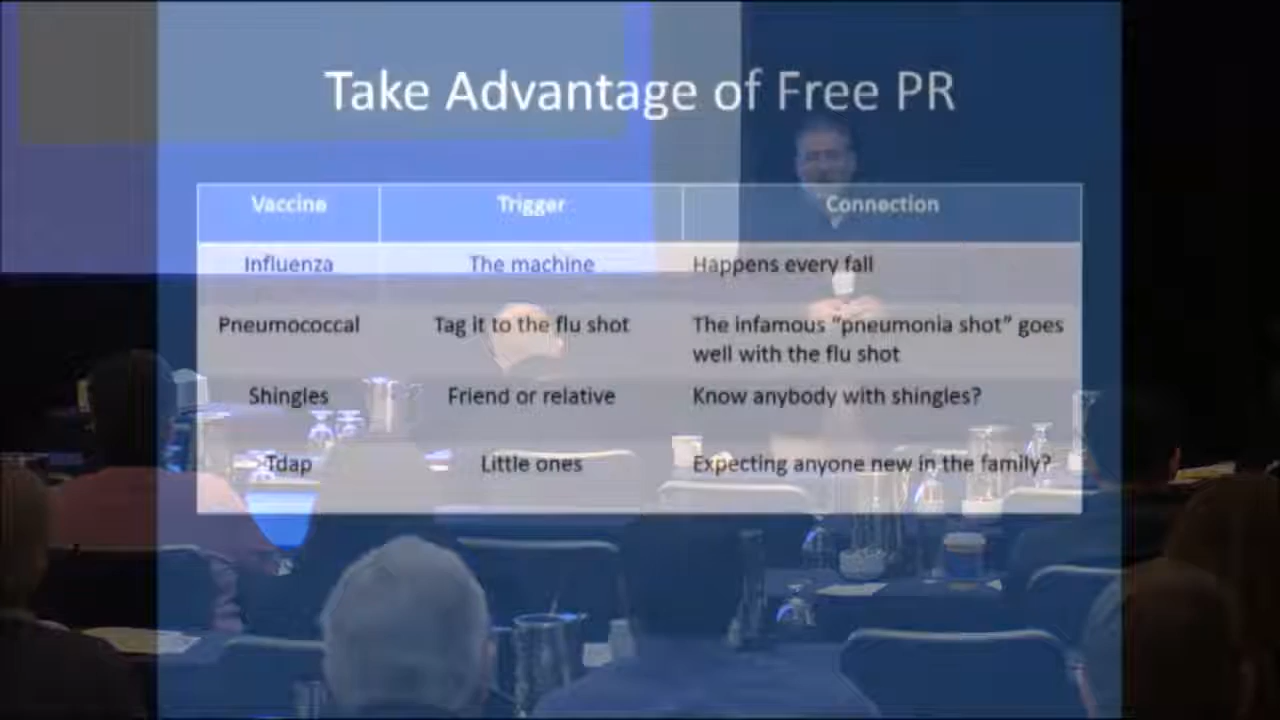 Take Advantage of Free PR
Vaccine Trigger Connection
Influenza The machine Happens every fall
Pneumococcal Tag it to the flu shot The infamous “pneumonia shot” goes
well with the flu shot
Shingles Friend or relative Know anybody with shingles?
Tdap Little ones Expecting anyone new in the family?